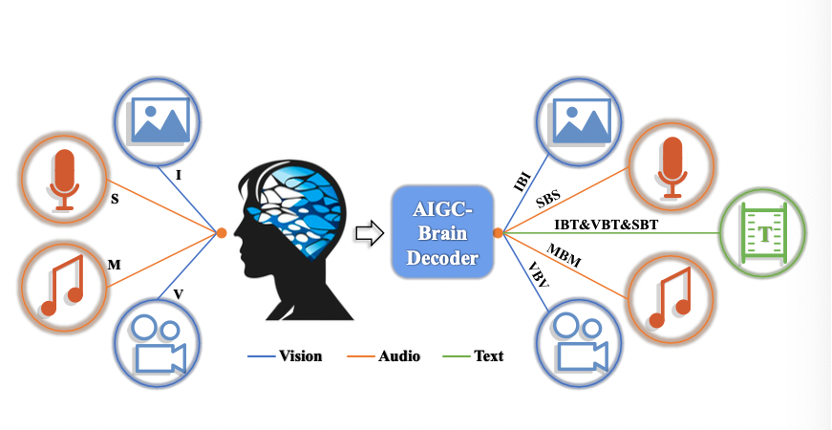 I
S
M
V
AIGC-
Brain
Decoder
IBI
SBS
IBT&VBT&SBT
MBM
VBV
T
Vision
Audio
Text